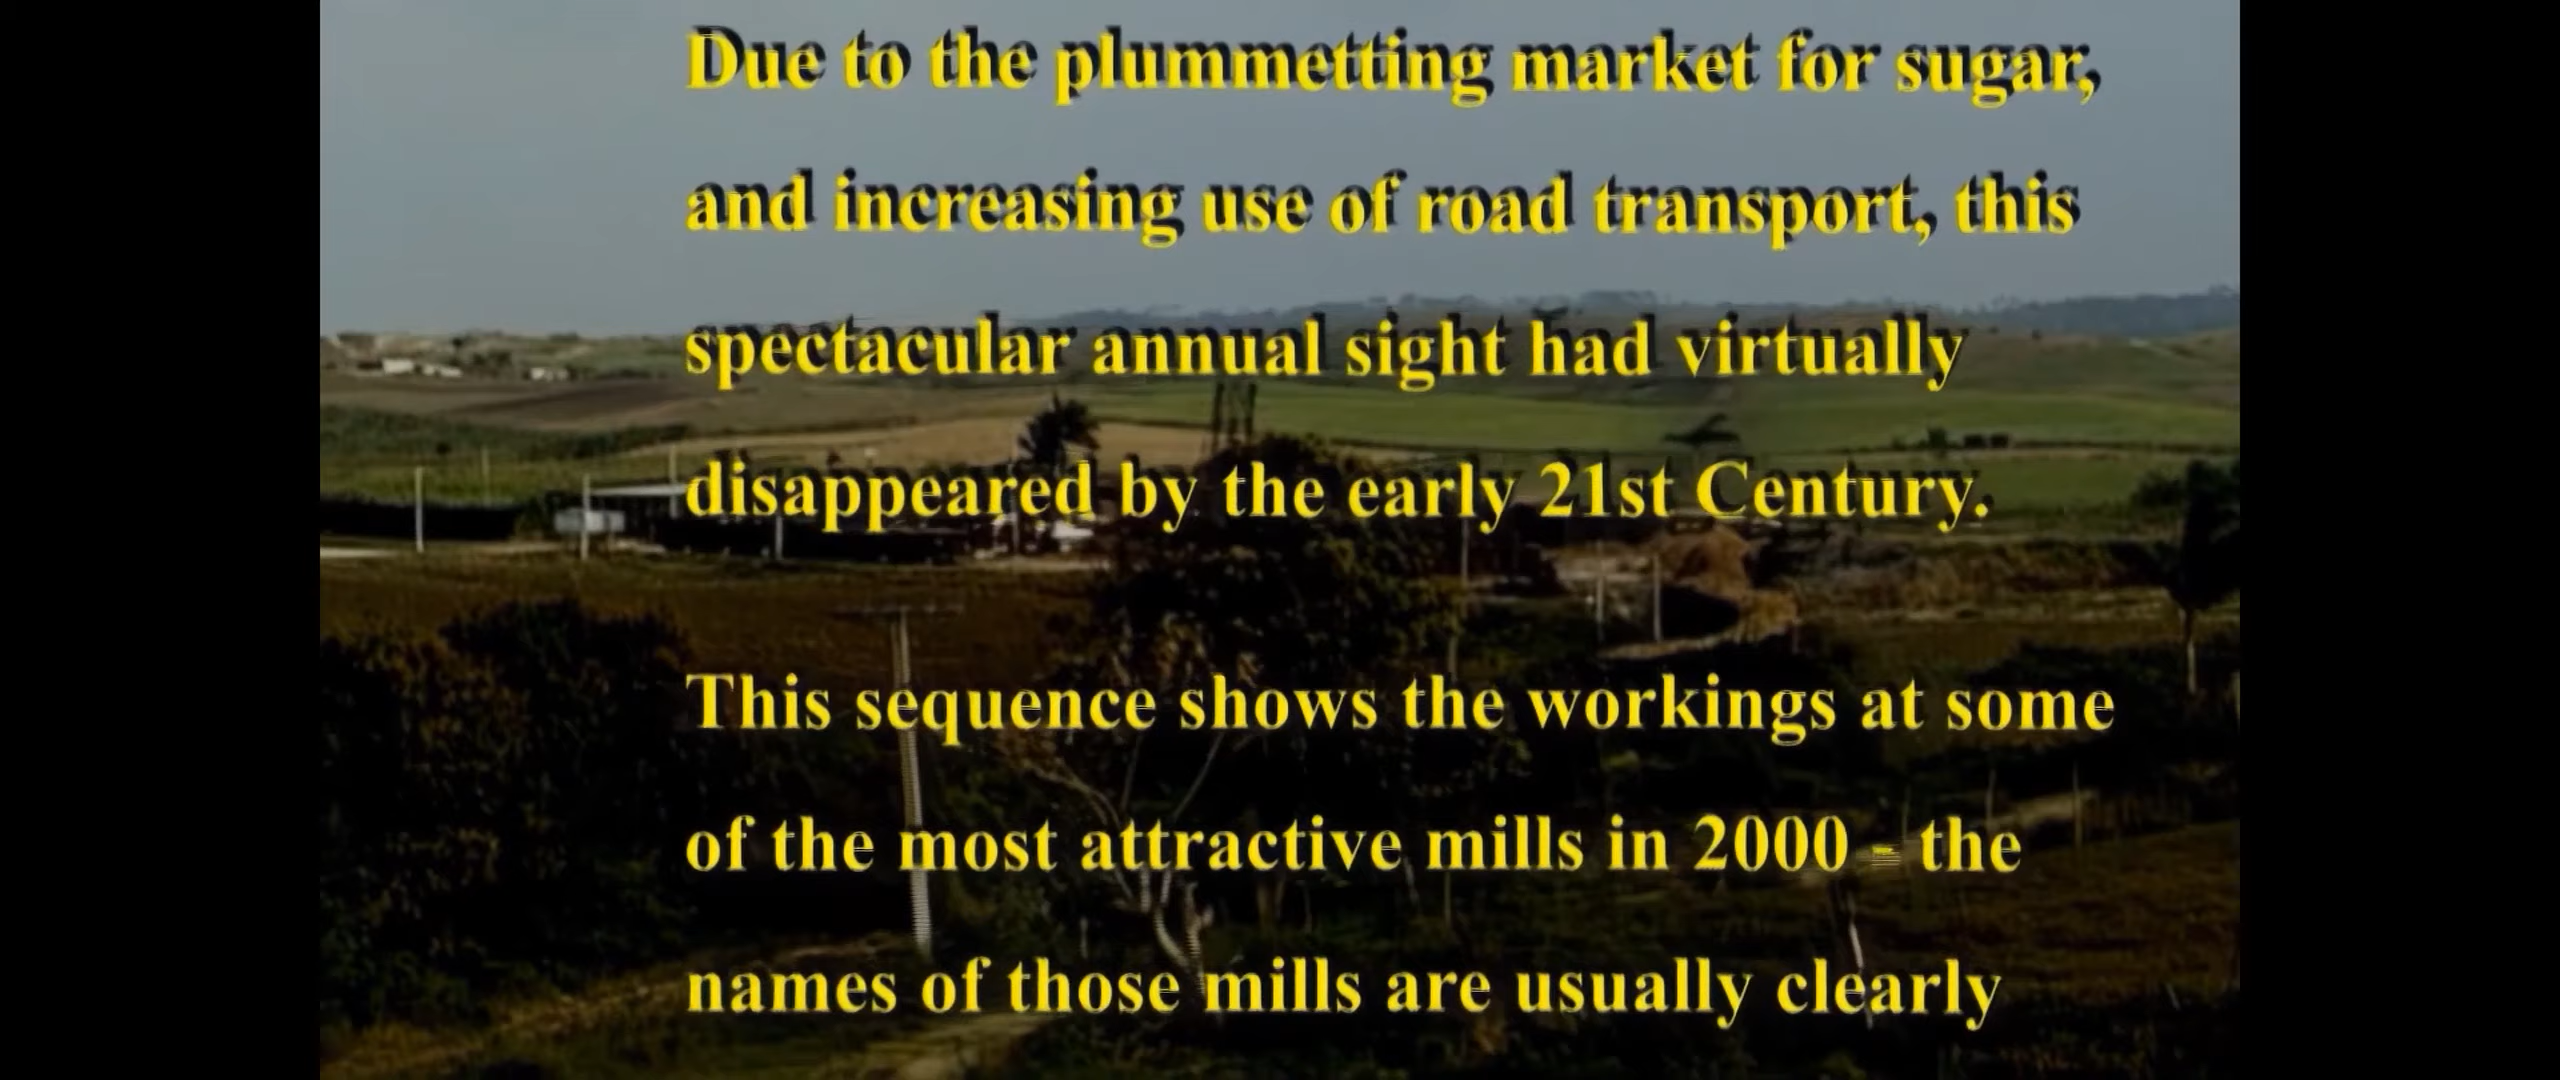 Due to the plummetting market for sugar,
and increasing use of road transport, this
spectacular annual sight had virtually
disappeared by the early 21st Century.
This sequence shows the workings at some
of the most attractive mills in 2000 - the
names of those mills are usually clearly